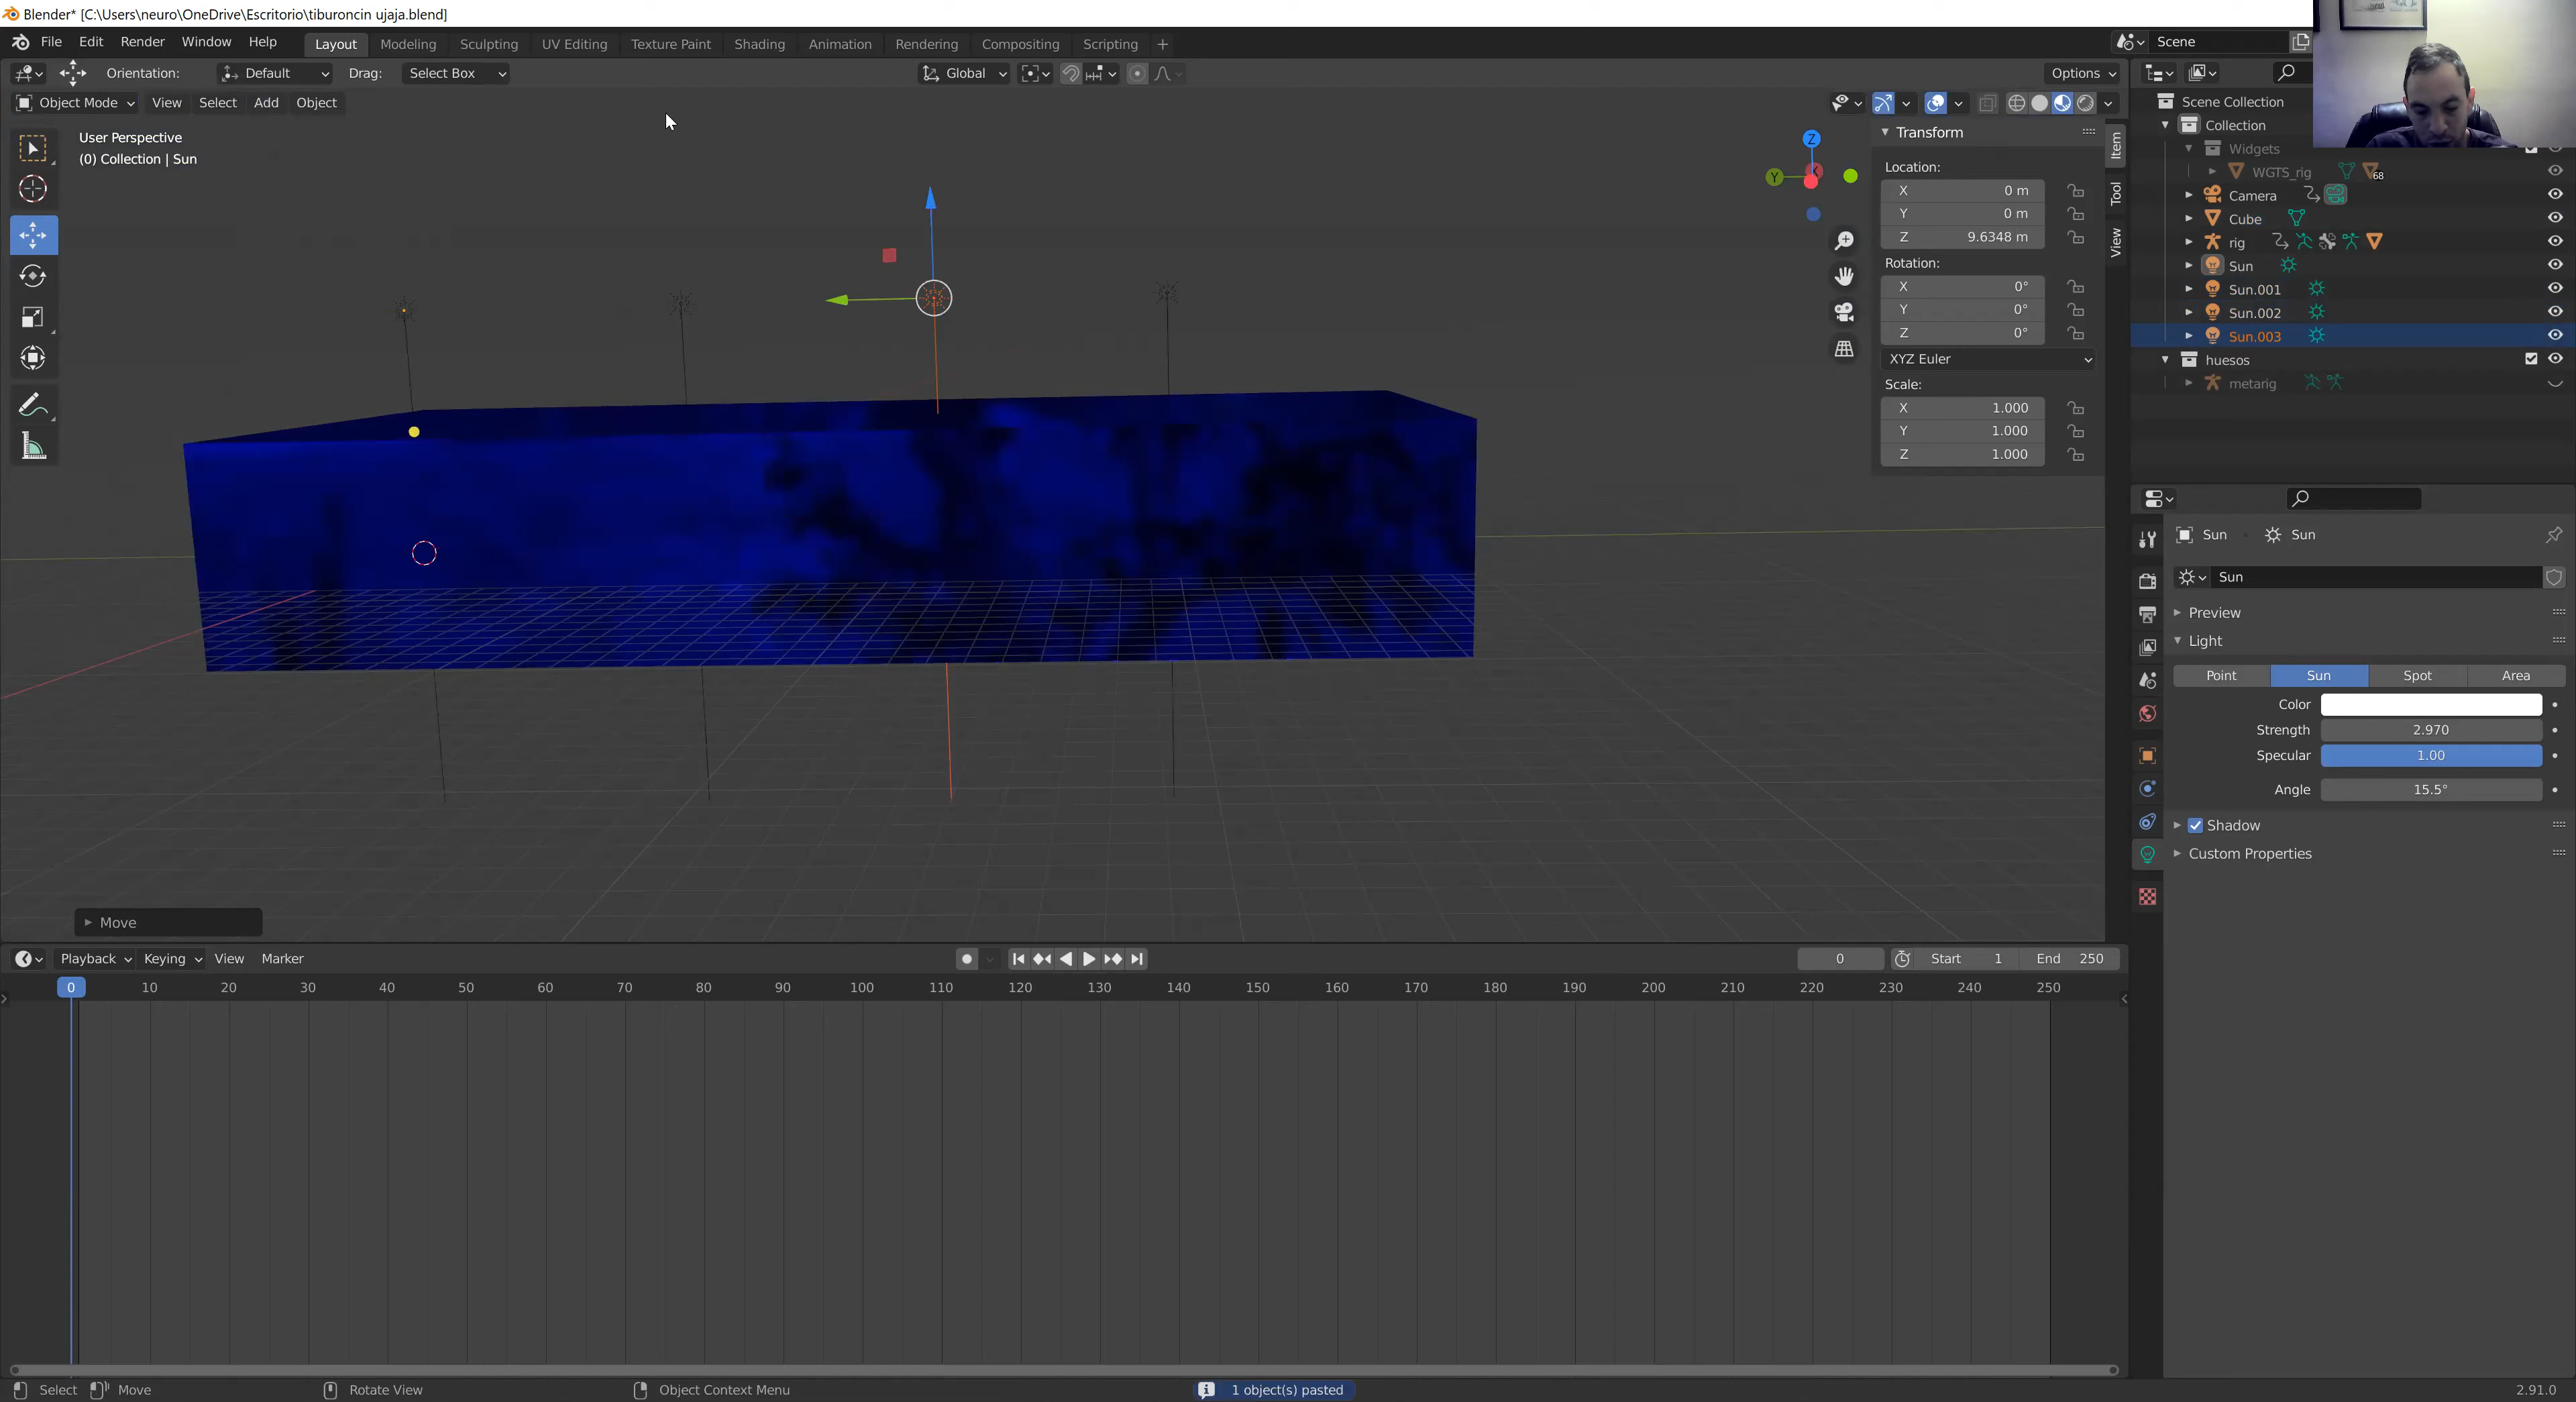 Blender* [C:\Users\neuro\OneDrive\Escritorio\tiburoncin ujaja.blend]
File Edit Render Window Help Layout Modeling Sculpting UV Editing Texture Paint Shading Animation Rendering Compositing Scripting + Scene
Orientation: Default Drag: Select Box Global Options
Object Mode View Select Add Object
User Perspective
(0) Collection | Sun
Z
Y
X
Transform
Location:
X 0 m
Y 0 m
Z 9.6348 m
Rotation:
X 0°
Y 0°
Z 0°
XYZ Euler
Scale:
X 1.000
Y 1.000
Z 1.000
Item
Tool
View
Scene Collection
Collection
Widgets
WGTS_rig 68
Camera
Cube
rig
Sun
Sun.001
Sun.002
Sun.003
huesos
metarig
Sun Sun
Sun
Preview
Light
Point Sun Spot Area
Color
Strength 2.970
Specular 1.00
Angle 15.5°
Shadow
Custom Properties
Move
Playback Keying View Marker 0 Start 1 End 250
0 10 20 30 40 50 60 70 80 90 100 110 120 130 140 150 160 170 180 190 200 210 220 230 240 250
Select Move Rotate View Object Context Menu 1 object(s) pasted 2.91.0